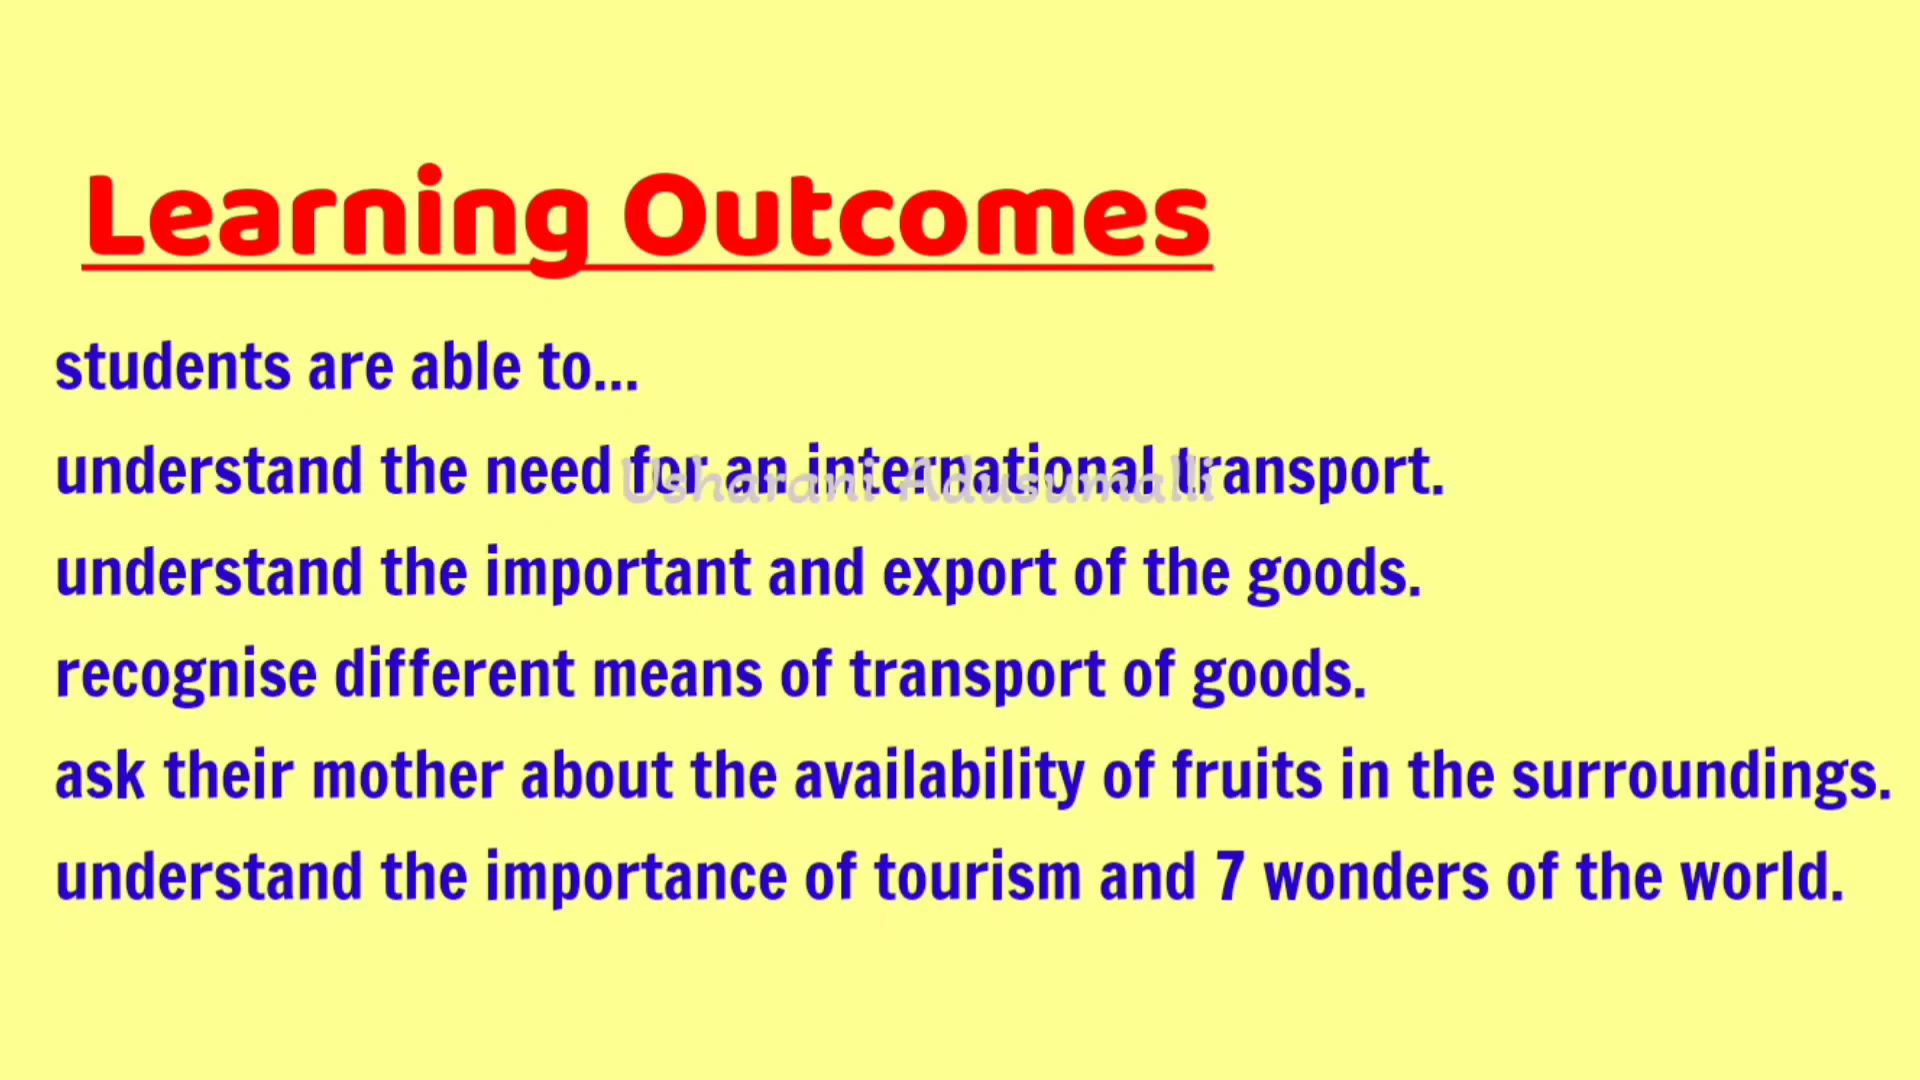 Learning Outcomes
students are able to...
understand the need for an international transport.
Usharani Adusumalli
understand the important and export of the goods.
recognise different means of transport of goods.
ask their mother about the availability of fruits in the surroundings.
understand the importance of tourism and 7 wonders of the world.